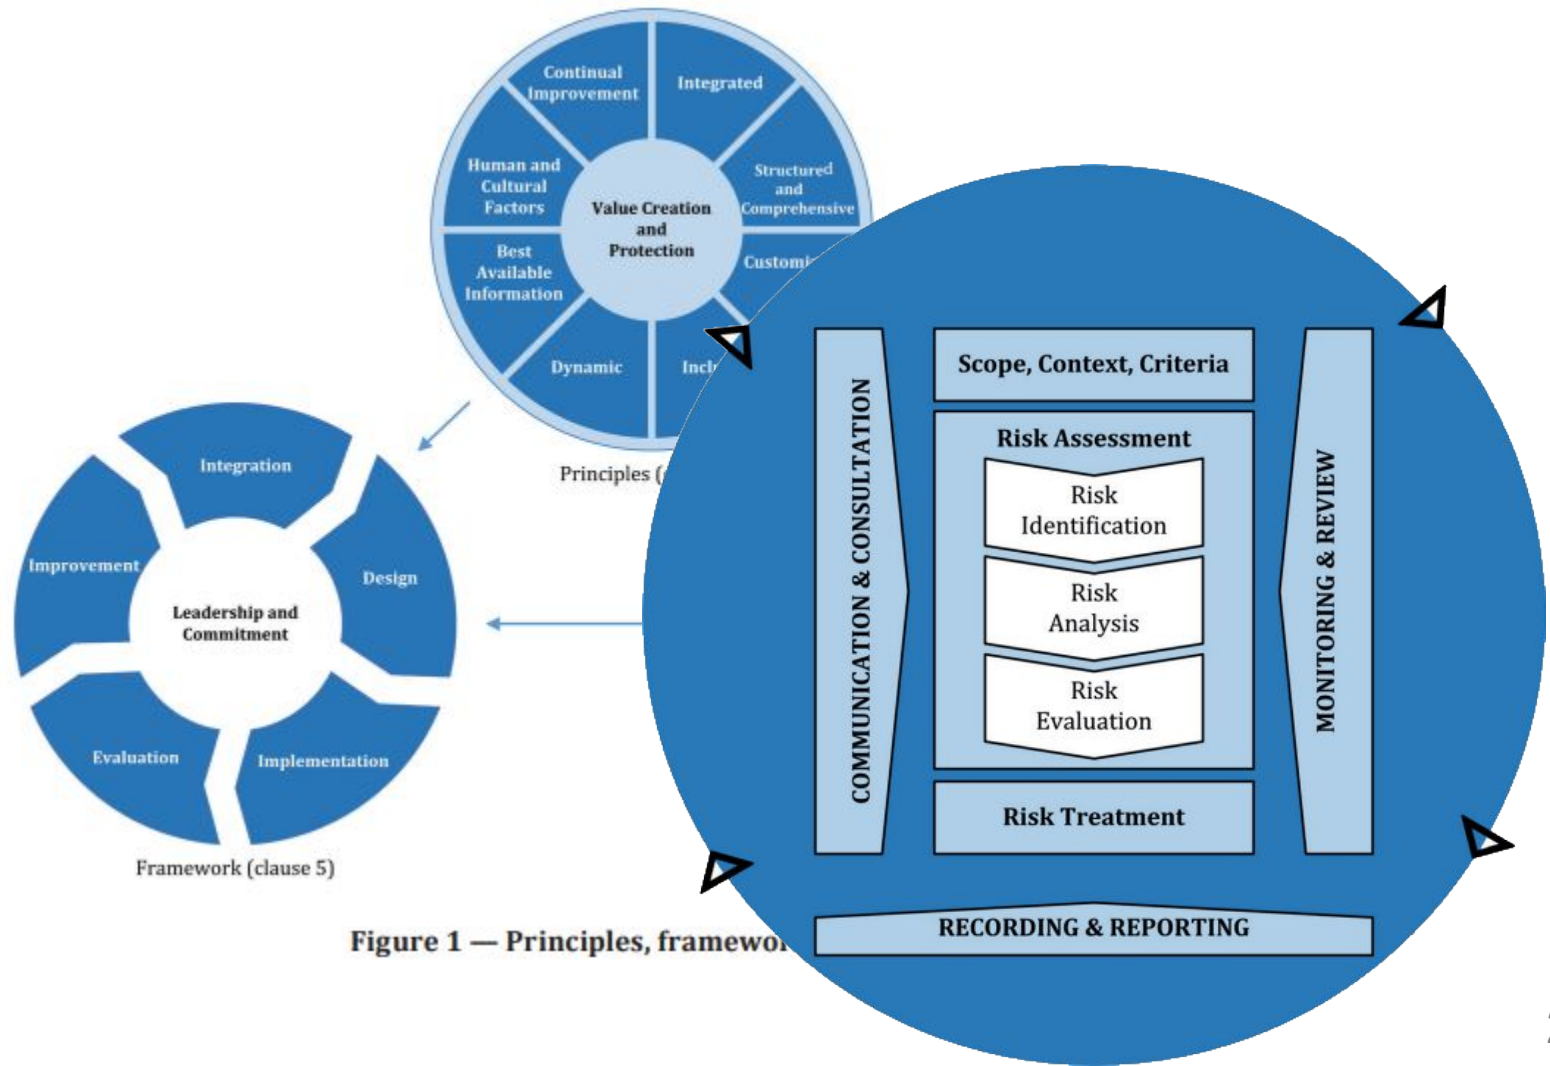 Continual
Improvement
Integrated
Human and
Cultural
Factors
Structured
and
Comprehensive
Value Creation
and
Protection
Best
Available
Information
Dynamic
Principles
Integration
Improvement
Design
Leadership and
Commitment
Evaluation
Implementation
Framework (clause 5)
Figure 1 — Principles,
Scope, Context, Criteria
Risk Assessment
Risk
Identification
Risk
Analysis
Risk
Evaluation
Risk Treatment
COMMUNICATION & CONSULTATION
MONITORING & REVIEW
RECORDING & REPORTING